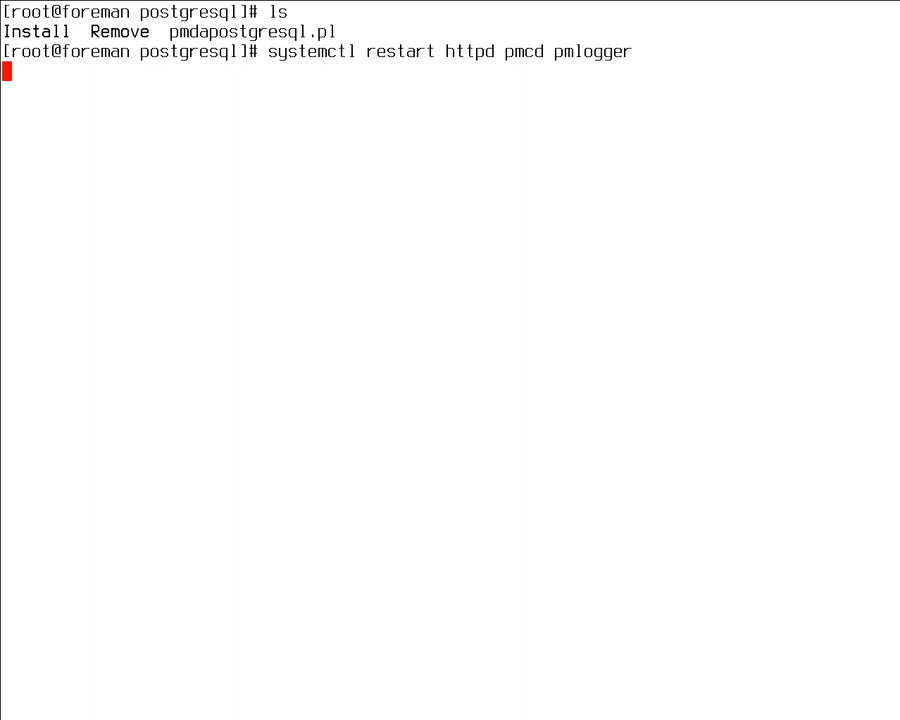 [root@foreman postgresql]# ls
Install  Remove  pmdapostgresql.pl
[root@foreman postgresql]# systemctl restart httpd pmcd pmlogger